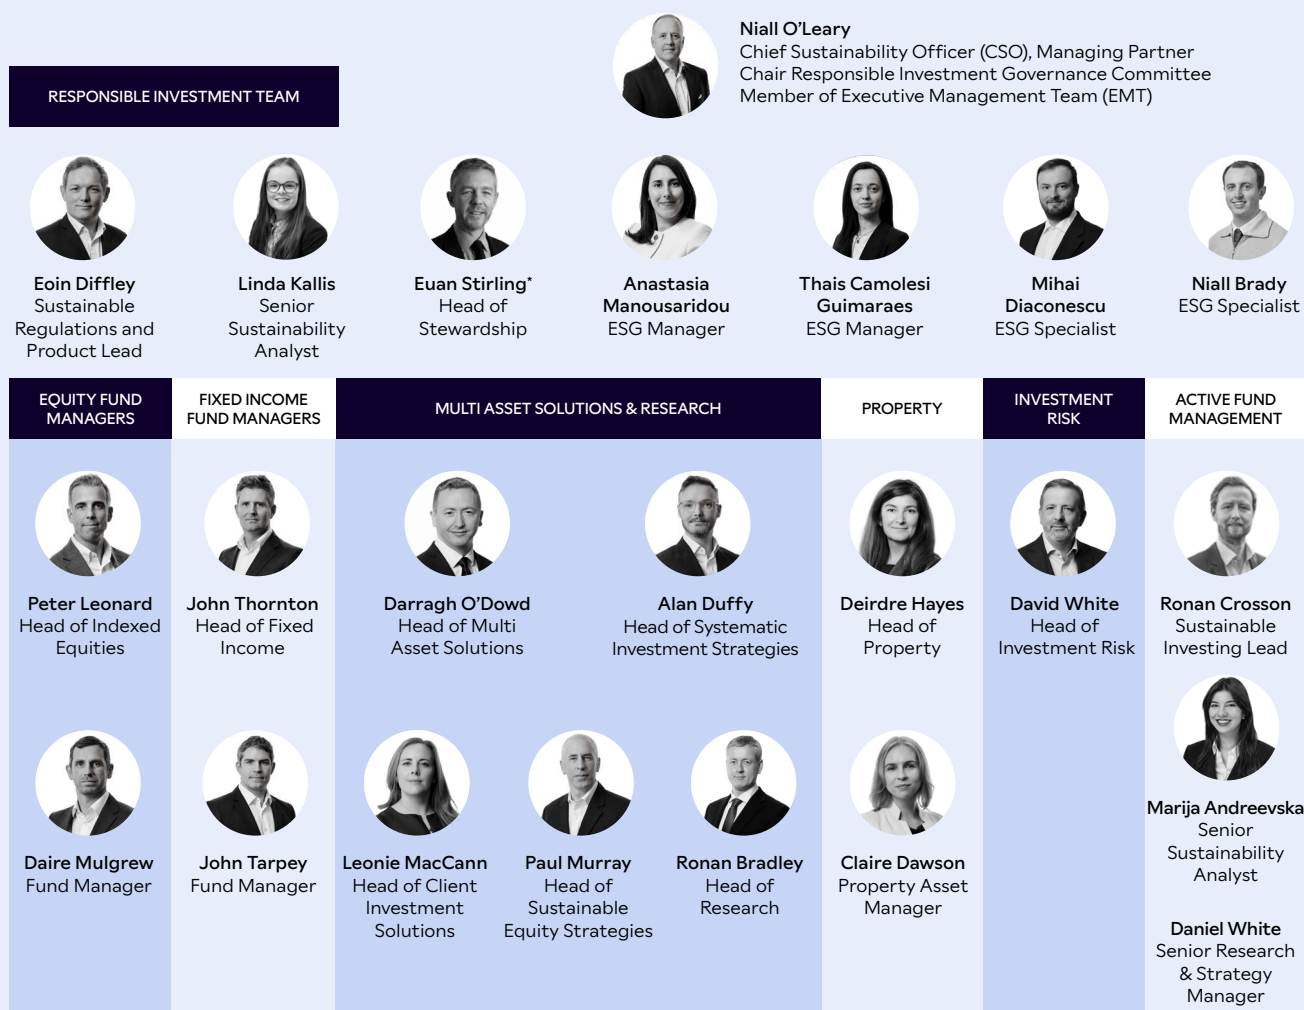 Niall O'Leary
Chief Sustainability Officer (CSO), Managing Partner
Chair Responsible Investment Governance Committee
Member of Executive Management Team (EMT)
RESPONSIBLE INVESTMENT TEAM
Eoin Diffley
Sustainable
Regulations and
Product Lead
Linda Kallis
Senior
Sustainability
Analyst
Euan Stirling*
Head of
Stewardship
Anastasia
Manousaridou
ESG Manager
Thais Camolesi
Guimaraes
ESG Manager
Mihai
Diaconescu
ESG Specialist
Niall Brady
ESG Specialist
EQUITY FUND
MANAGERS
FIXED INCOME
FUND MANAGERS
MULTI ASSET SOLUTIONS & RESEARCH
PROPERTY
INVESTMENT
RISK
ACTIVE FUND
MANAGEMENT
Peter Leonard
Head of Indexed
Equities
John Thornton
Head of Fixed
Income
Darragh O'Dowd
Head of Multi
Asset Solutions
Alan Duffy
Head of Systematic
Investment Strategies
Deirdre Hayes
Head of
Property
David White
Head of
Investment Risk
Ronan Crosson
Sustainable
Investing Lead
Daire Mulgrew
Fund Manager
John Tarpey
Fund Manager
Leonie MacCann
Head of Client
Investment
Solutions
Paul Murray
Head of
Sustainable
Equity Strategies
Ronan Bradley
Head of
Research
Claire Dawson
Property Asset
Manager
Marija Andreevska
Senior
Sustainability
Analyst
Daniel White
Senior Research
& Strategy
Manager